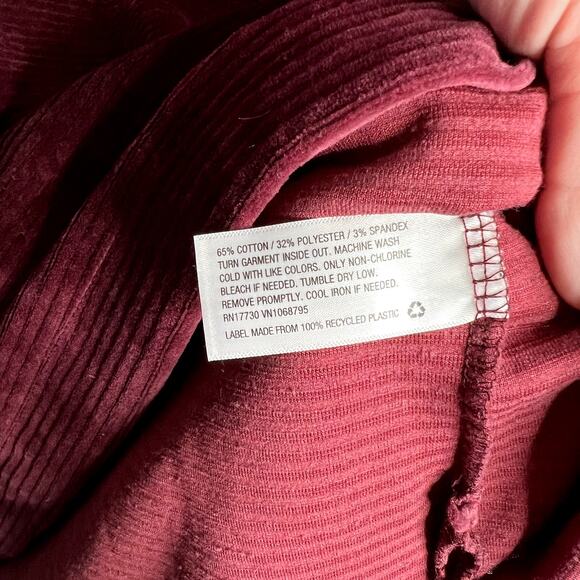 65% COTTON / 32% POLYESTER / 3% SPANDEX
TURN GARMENT INSIDE OUT. MACHINE WASH
COLD WITH LIKE COLORS. ONLY NON-CHLORINE
BLEACH IF NEEDED. TUMBLE DRY LOW.
REMOVE PROMPTLY. COOL IRON IF NEEDED.
RN17730 VN1068795
LABEL MADE FROM 100% RECYCLED PLASTIC